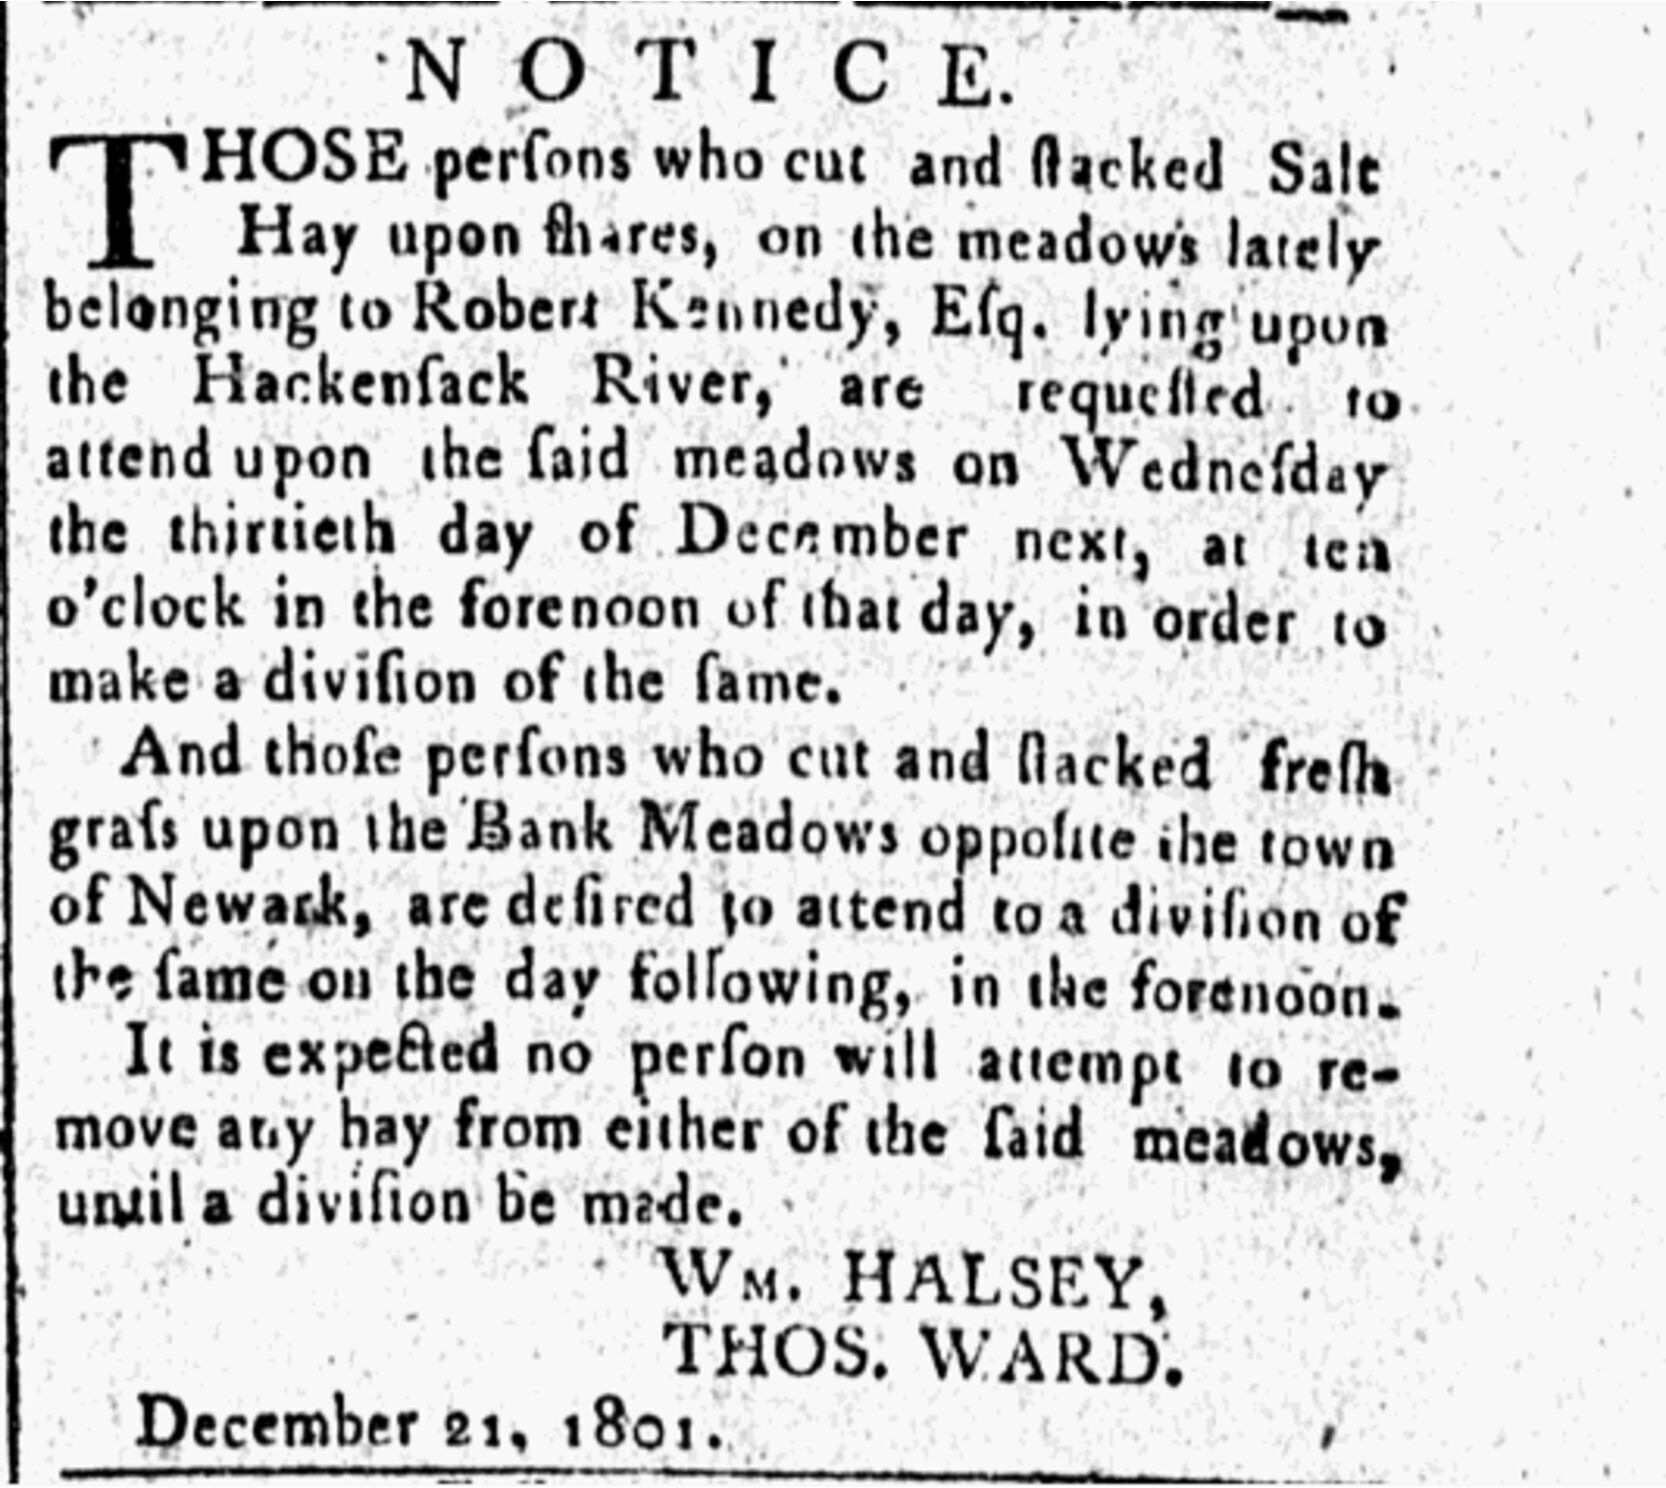 NOTICE.
THOSE perſons who cut and ſtacked Salt
Hay upon ſhares, on the meadows lately
belonging to Robert Kennedy, Eſq. lying upon
the Hackenſack River, are requeſted to
attend upon the ſaid meadows on Wedneſday
the thirtieth day of December next, at ten
o'clock in the forenoon of that day, in order to
make a diviſion of the ſame.
And thoſe perſons who cut and ſtacked freſh
graſs upon the Bank Meadows oppoſite the town
of Newark, are deſired to attend to a diviſion of
the ſame on the day following, in the forenoon.
It is expected no perſon will attempt to re-
move any hay from either of the ſaid meadows,
until a diviſion be made.
WM. HALSEY,
THOS. WARD.
December 21, 1801.